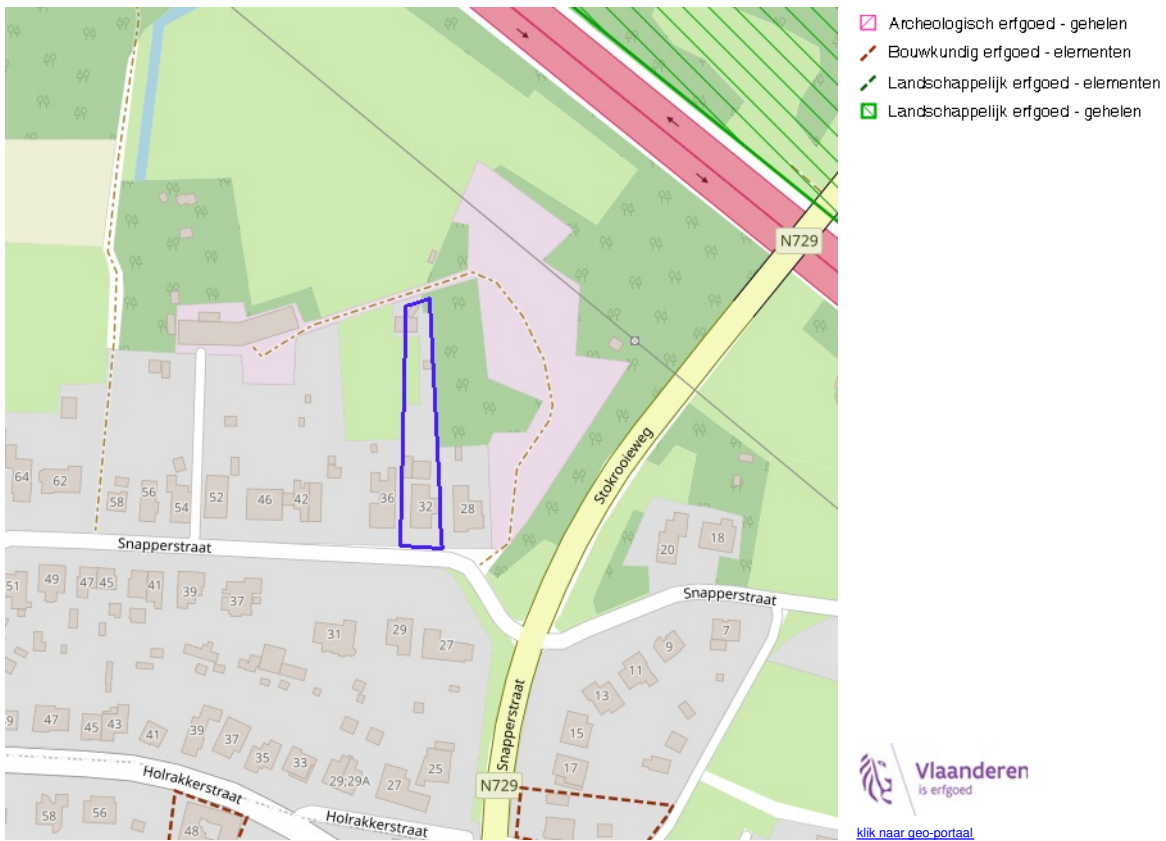 Archeologisch erfgoed - gehelen
Bouwkundig erfgoed - elementen
Landschappelijk erfgoed - elementen
Landschappelijk erfgoed - gehelen
N729
Stokrooieweg
64
62
58
56
54
52
46
42
36
32
28
Snapperstraat
20
18
Snapperstraat
51
49
47
45
41
39
37
31
29
27
7
9
11
13
15
17
Snapperstraat
47
45
43
41
39
37
35
33
29;29A
27
25
N729
Holrakkerstraat
Holrakkerstraat
58
56
48
Vlaanderen
is erfgoed
klik naar geo-portaal